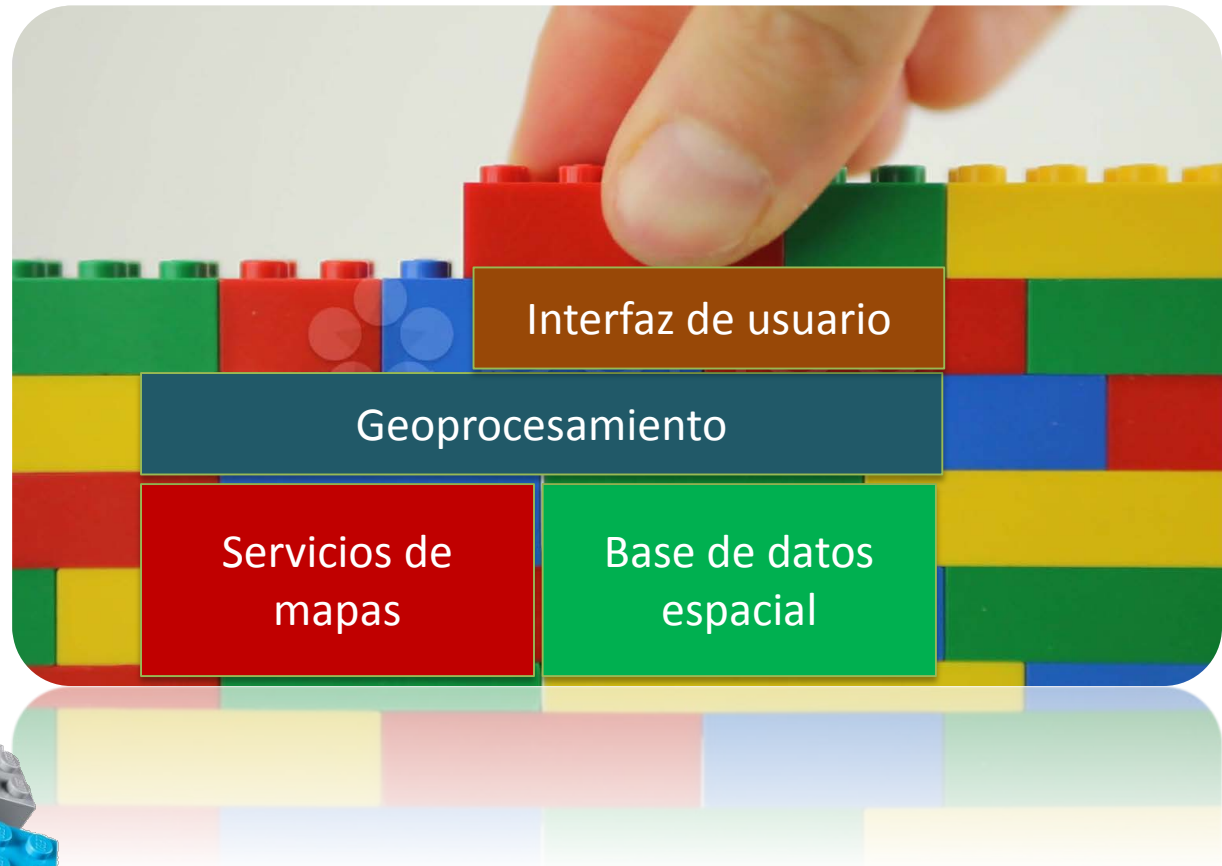 Interfaz de usuario
Geoprocesamiento
Servicios de
mapas
Base de datos
espacial